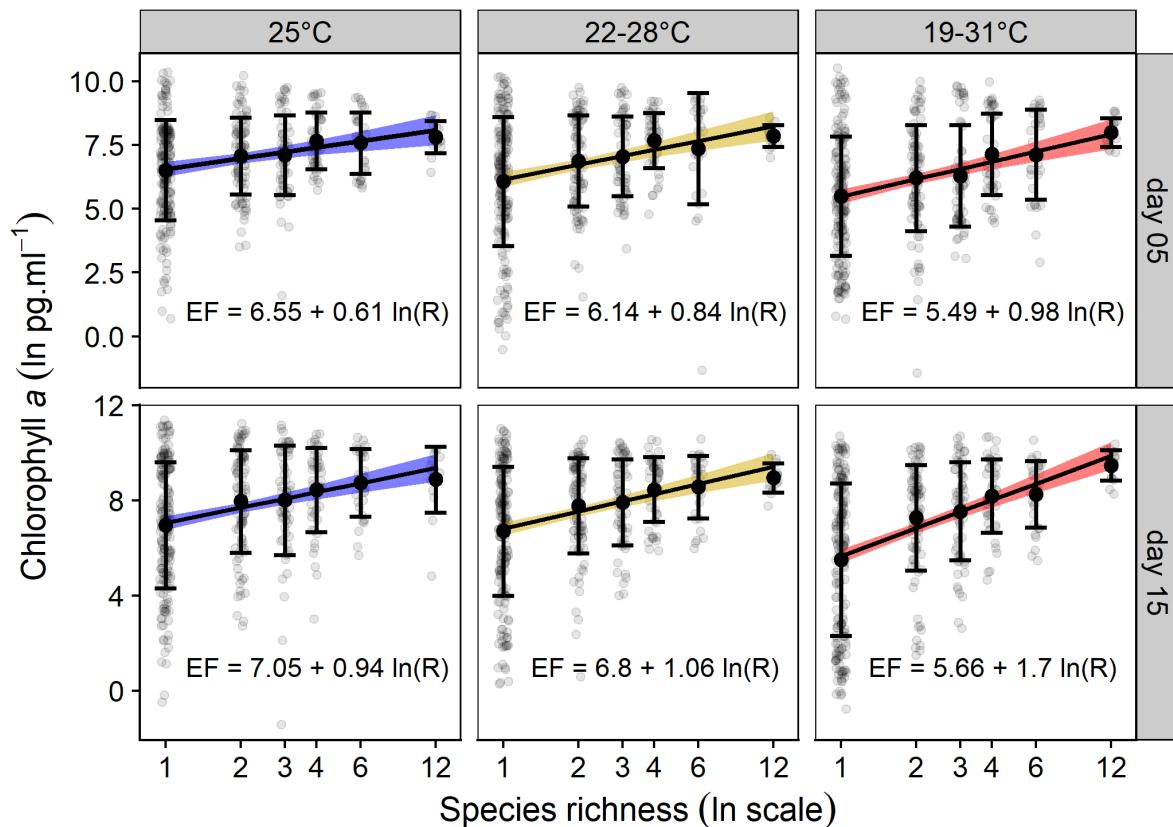 25°C 22-28°C 19-31°C
Chlorophyll a (ln pg.ml⁻¹)
10.0
7.5
5.0
2.5
0.0
EF = 6.55 + 0.61 ln(R) EF = 6.14 + 0.84 ln(R) EF = 5.49 + 0.98 ln(R)
day 05
12
8
4
0
EF = 7.05 + 0.94 ln(R) EF = 6.8 + 1.06 ln(R) EF = 5.66 + 1.7 ln(R)
day 15
1 2 3 4 6 12 1 2 3 4 6 12 1 2 3 4 6 12
Species richness (ln scale)